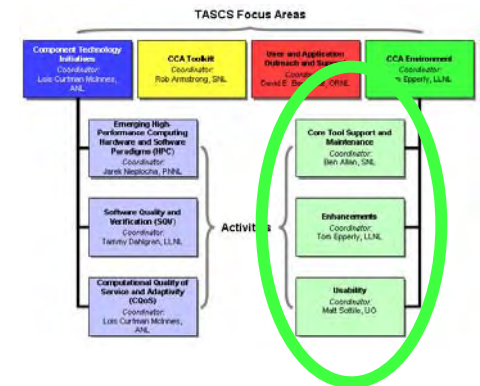 TASCS Focus Areas
Component Technology
Initiatives
Coordinator:
Lois Curfman McInnes,
ANL
CCA Toolkit
Coordinator:
Rob Armstrong, SNL
User and Application
Outreach and Support
David E.
ORNL
CCA Environment
Epperly, LLNL
Emerging High-
Performance Computing
Hardware and Software
Paradigms (HPC)
Coordinator:
Jarek Nieplocha, PNNL
Software Quality and
Verification (SQV)
Coordinator:
Tammy Dahlgren, LLNL
Computational Quality of
Service and Adaptivity
(CQoS)
Coordinator:
Lois Curfman McInnes,
ANL
Activities
Core Tool Support and
Maintenance
Coordinator:
Ben Allan, SNL
Enhancements
Coordinator:
Tom Epperly, LLNL
Usability
Coordinator:
Matt Sottile, UO